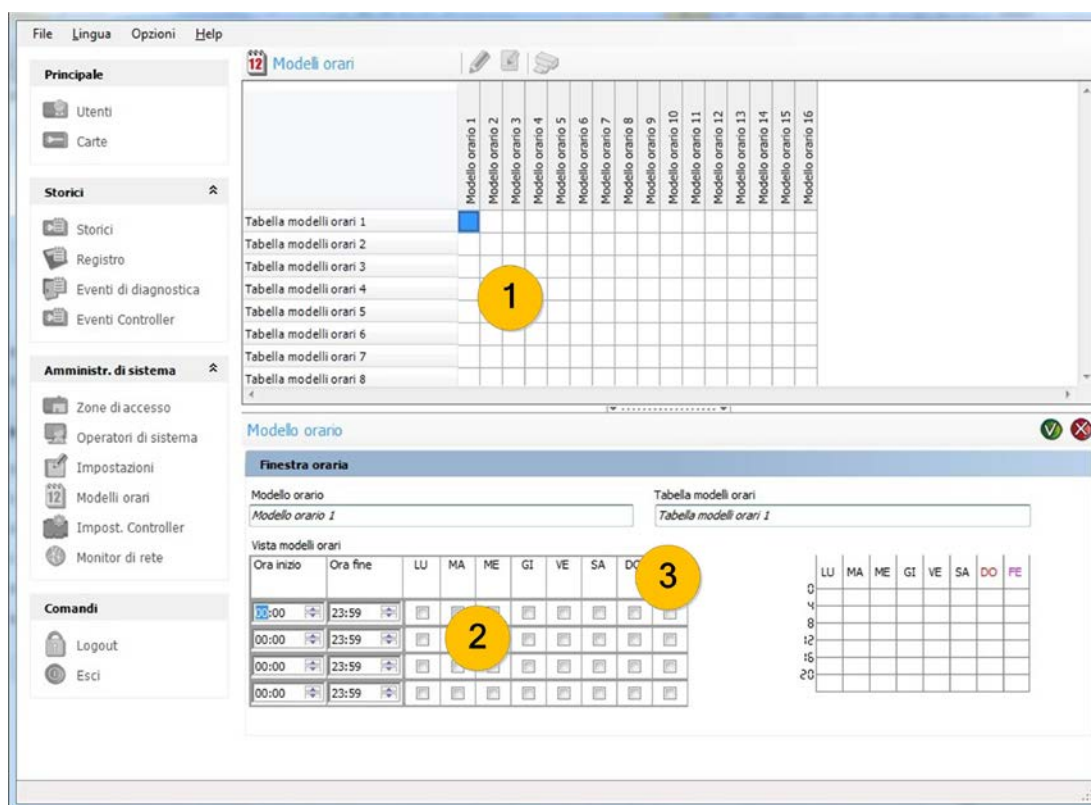 File Lingua Opzioni Help
Principale
Utenti
Carte
Storici
Storici
Registro
Eventi di diagnostica
Eventi Controller
Amministr. di sistema
Zone di accesso
Operatori di sistema
Impostazioni
12 Modelli orari
Impost. Controller
Monitor di rete
Comandi
Logout
Esci
12 Modelli orari
Modello orario 1
Modello orario 2
Modello orario 3
Modello orario 4
Modello orario 5
Modello orario 6
Modello orario 7
Modello orario 8
Modello orario 9
Modello orario 10
Modello orario 11
Modello orario 12
Modello orario 13
Modello orario 14
Modello orario 15
Modello orario 16
Tabella modelli orari 1
Tabella modelli orari 2
Tabella modelli orari 3
Tabella modelli orari 4
Tabella modelli orari 5
Tabella modelli orari 6
Tabella modelli orari 7
Tabella modelli orari 8
1
Modello orario
Finestra oraria
Modello orario Tabella modelli orari
Modello orario 1 Tabella modelli orari 1
Vista modelli orari
Ora inizio Ora fine LU MA ME GI VE SA DO
3
00:00 23:59
2
00:00 23:59
00:00 23:59
00:00 23:59
LU MA ME GI VE SA DO FE
0
4
8
12
16
20